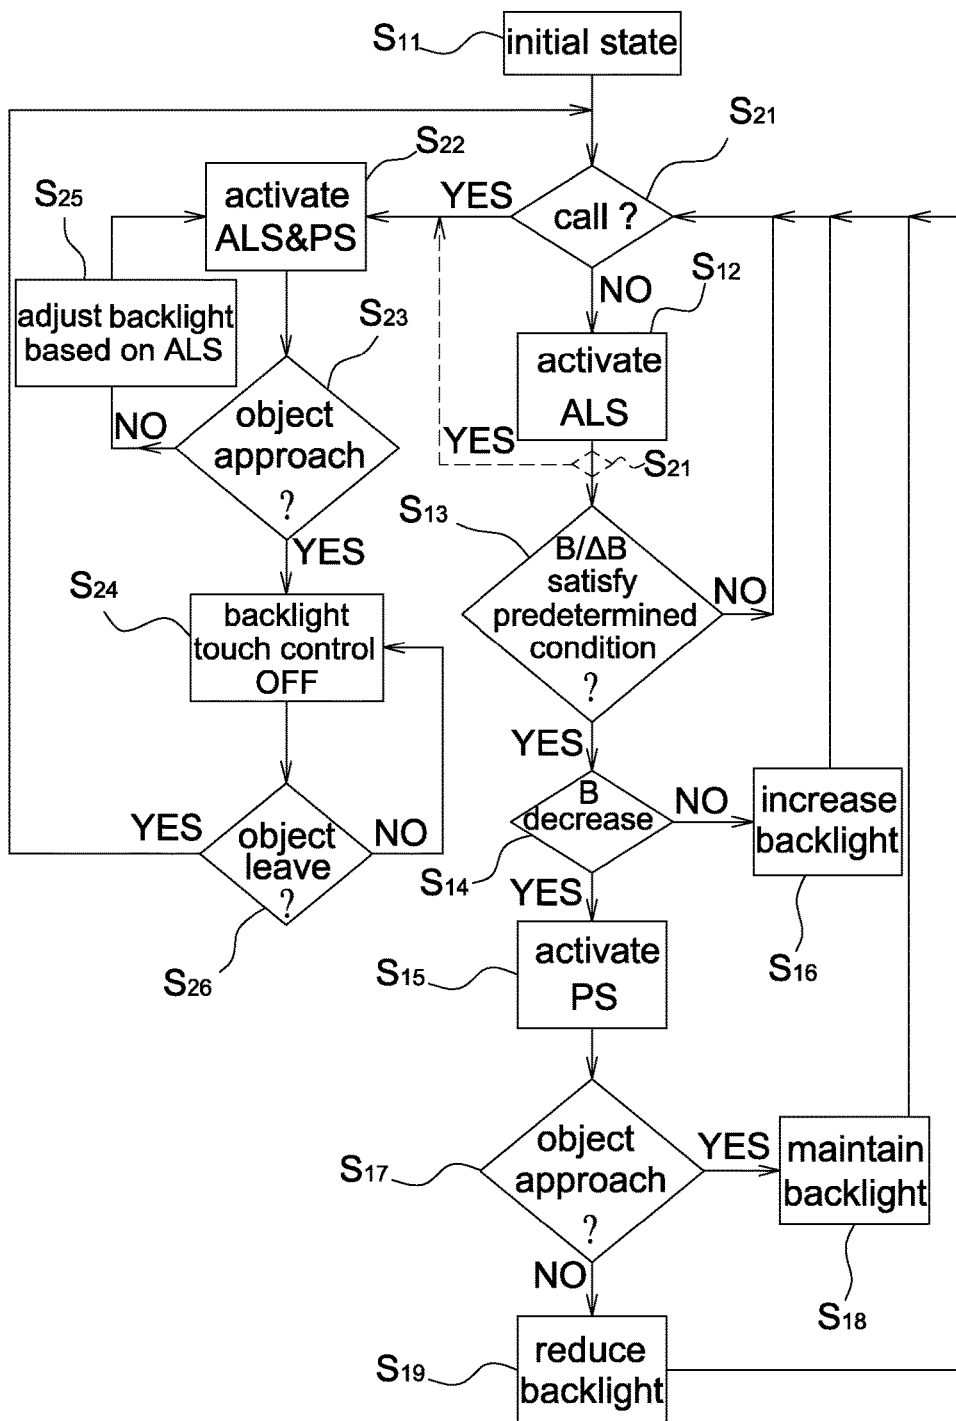 S11
initial state
S21
S22
YES
call ?
activate
ALS&PS
S25
S12
NO
adjust backlight
based on ALS
S23
activate
ALS
NO
object
approach
?
YES
S21
S13
B/ΔB
satisfy
predetermined
condition
?
NO
YES
S24
backlight
touch control
OFF
YES
B
decrease
NO
increase
backlight
YES
object
leave
?
NO
S14
YES
S26
S15
activate
PS
S16
object
approach
?
YES
S17
maintain
backlight
NO
S18
S19
reduce
backlight